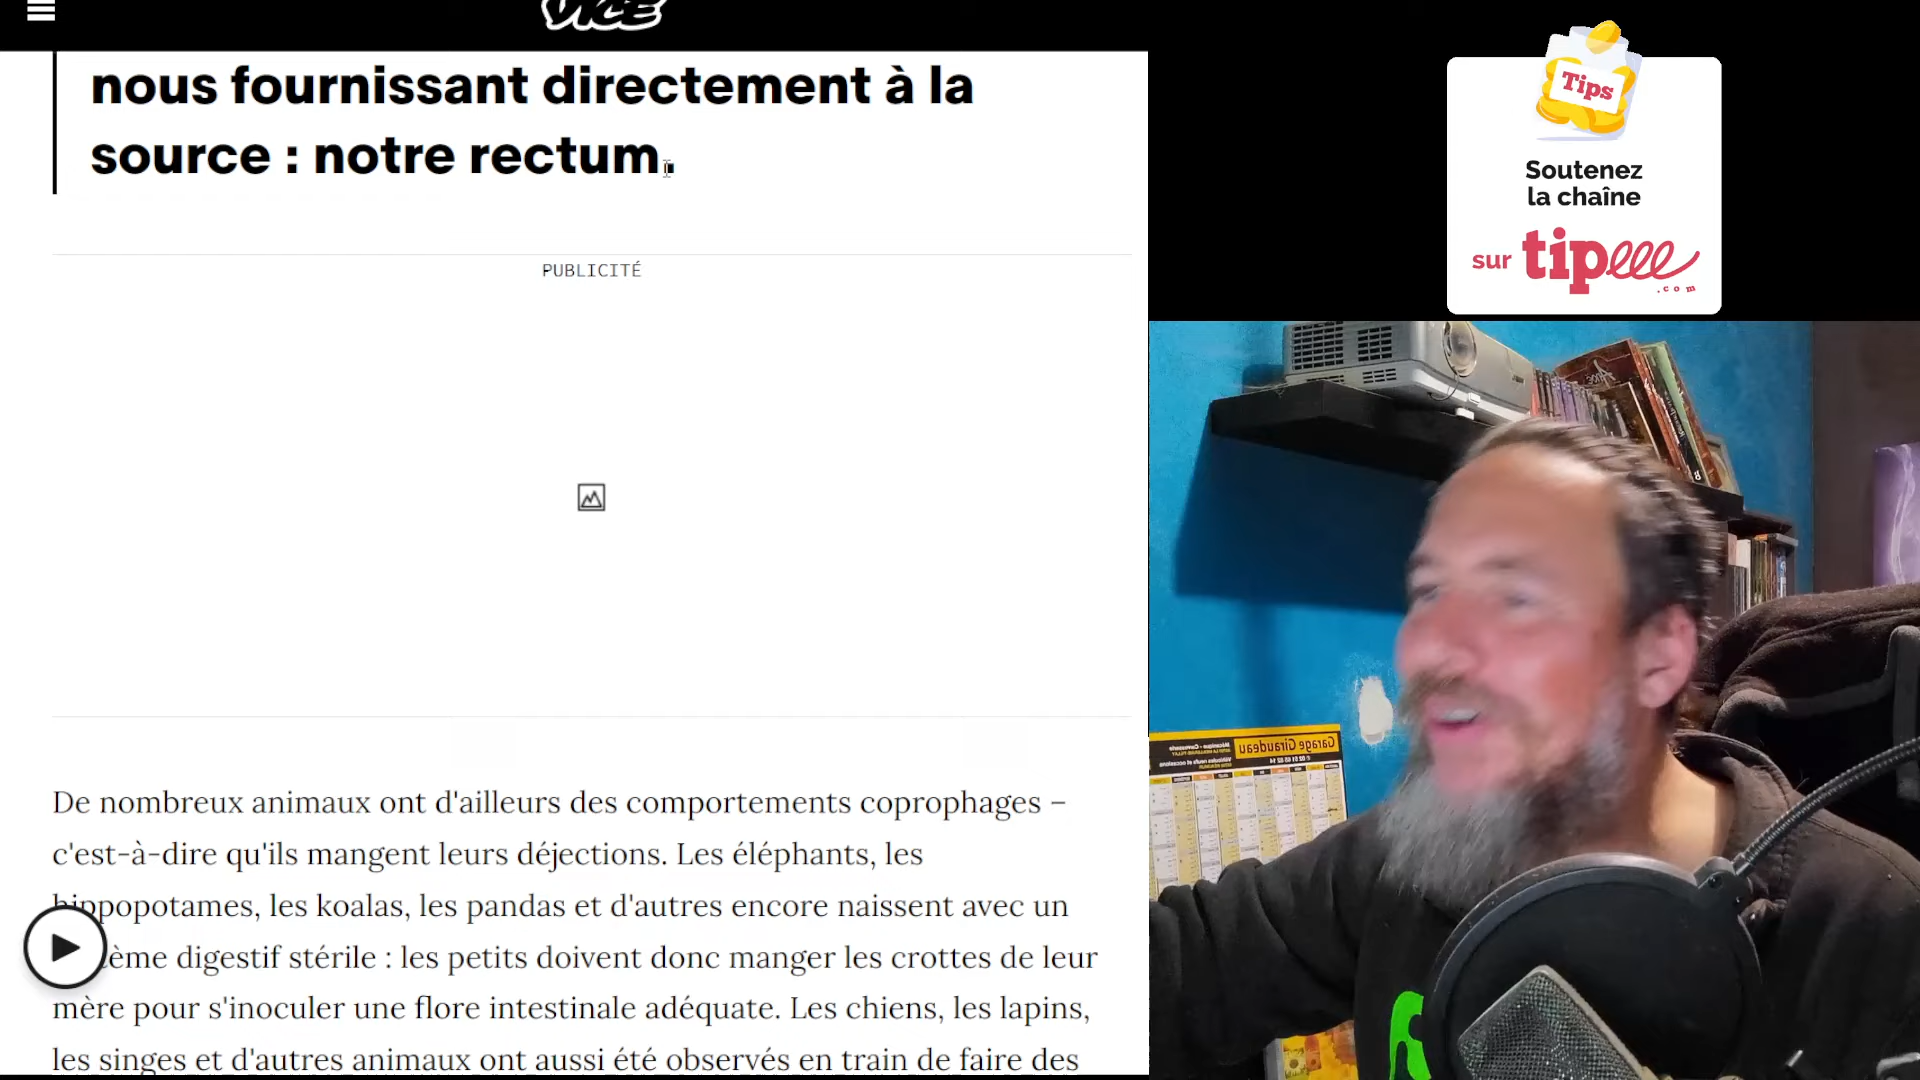 VICE
nous fournissant directement à la
source : notre rectum.
PUBLICITÉ
De nombreux animaux ont d'ailleurs des comportements coprophages –
c'est-à-dire qu'ils mangent leurs déjections. Les éléphants, les
hippopotames, les koalas, les pandas et d'autres encore naissent avec un
ème digestif stérile : les petits doivent donc manger les crottes de leur
mère pour s'inoculer une flore intestinale adéquate. Les chiens, les lapins,
les singes et d'autres animaux ont aussi été observés en train de faire des
Tips
Soutenez
la chaîne
sur tipeee
.com
Garage Giraudeau